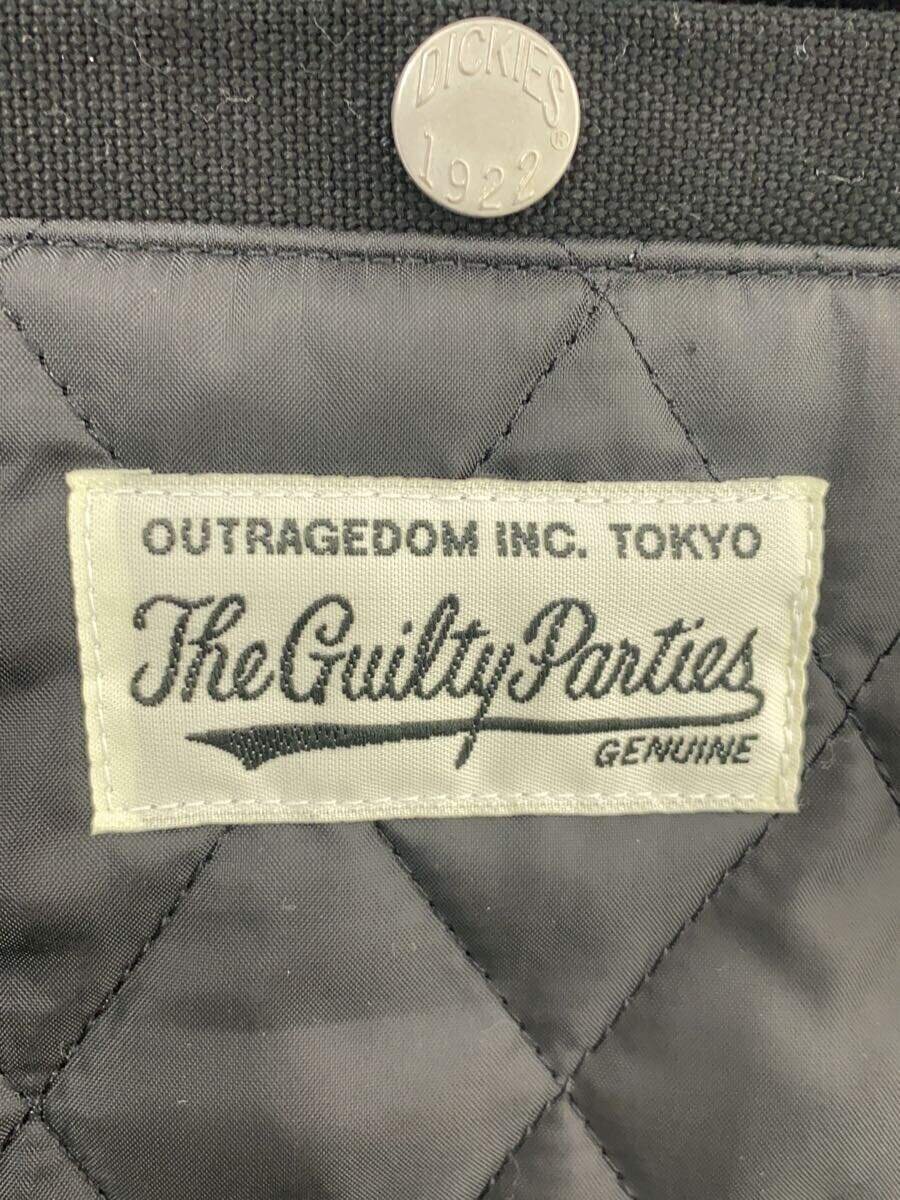 DICKIES®
1922
OUTRAGEDOM INC. TOKYO
The Guilty Parties
GENUINE